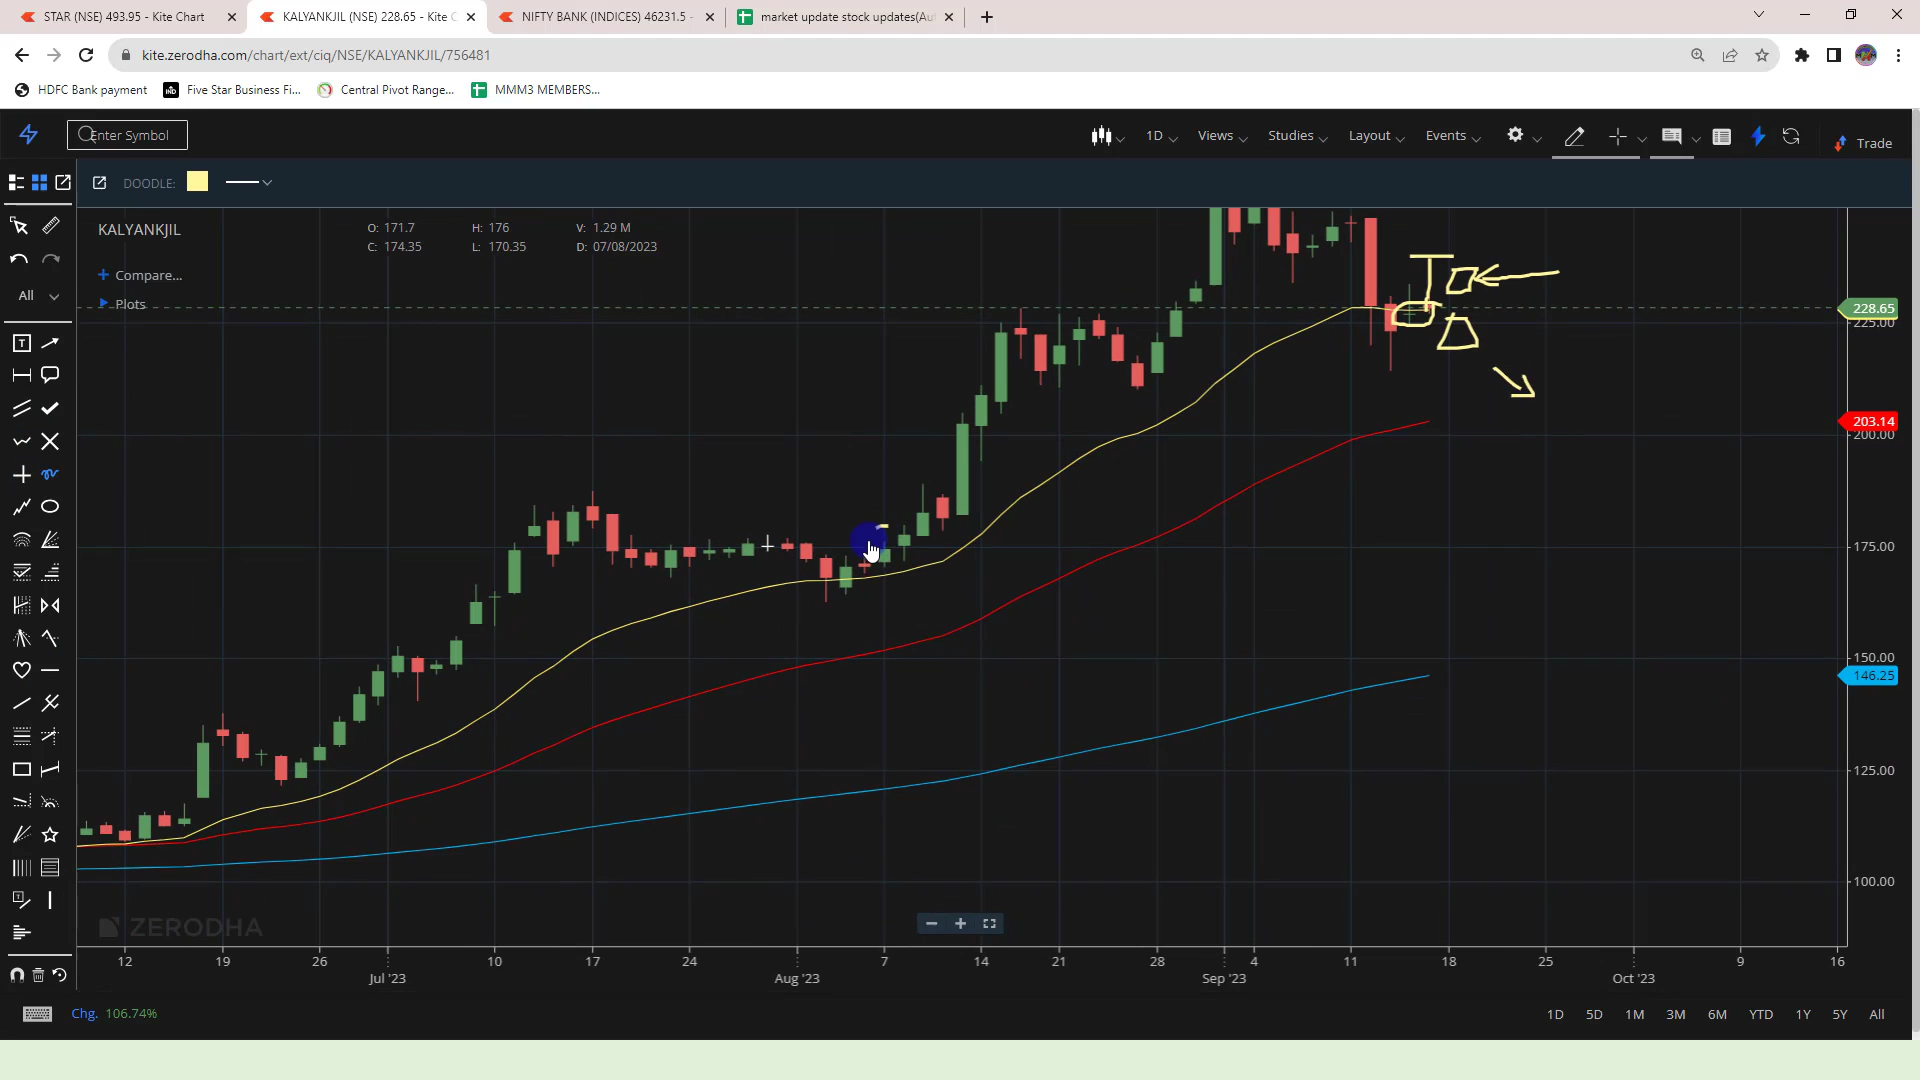 STAR (NSE) 493.95 - Kite Chart
KALYANKJIL (NSE) 228.65 - Kite C
NIFTY BANK (INDICES) 46231.5 -
market update stock updates(Au
kite.zerodha.com/chart/ext/ciq/NSE/KALYANKJIL/756481
HDFC Bank payment
Five Star Business Fi...
Central Pivot Range...
MMM3 MEMBERS...
Enter Symbol
1D
Views
Studies
Layout
Events
Trade
DOODLE:
KALYANKJIL
O: 171.7 H: 176 V: 1.29 M
C: 174.35 L: 170.35 D: 07/08/2023
+ Compare...
Plots
All
228.65
225.00
203.14
200.00
175.00
150.00
146.25
125.00
100.00
ZERODHA
12 19 26 10 17 24 7 14 21 28 4 11 18 25 9 16
Jul '23 Aug '23 Sep '23 Oct '23
Chg. 106.74%
1D 5D 1M 3M 6M YTD 1Y 5Y All